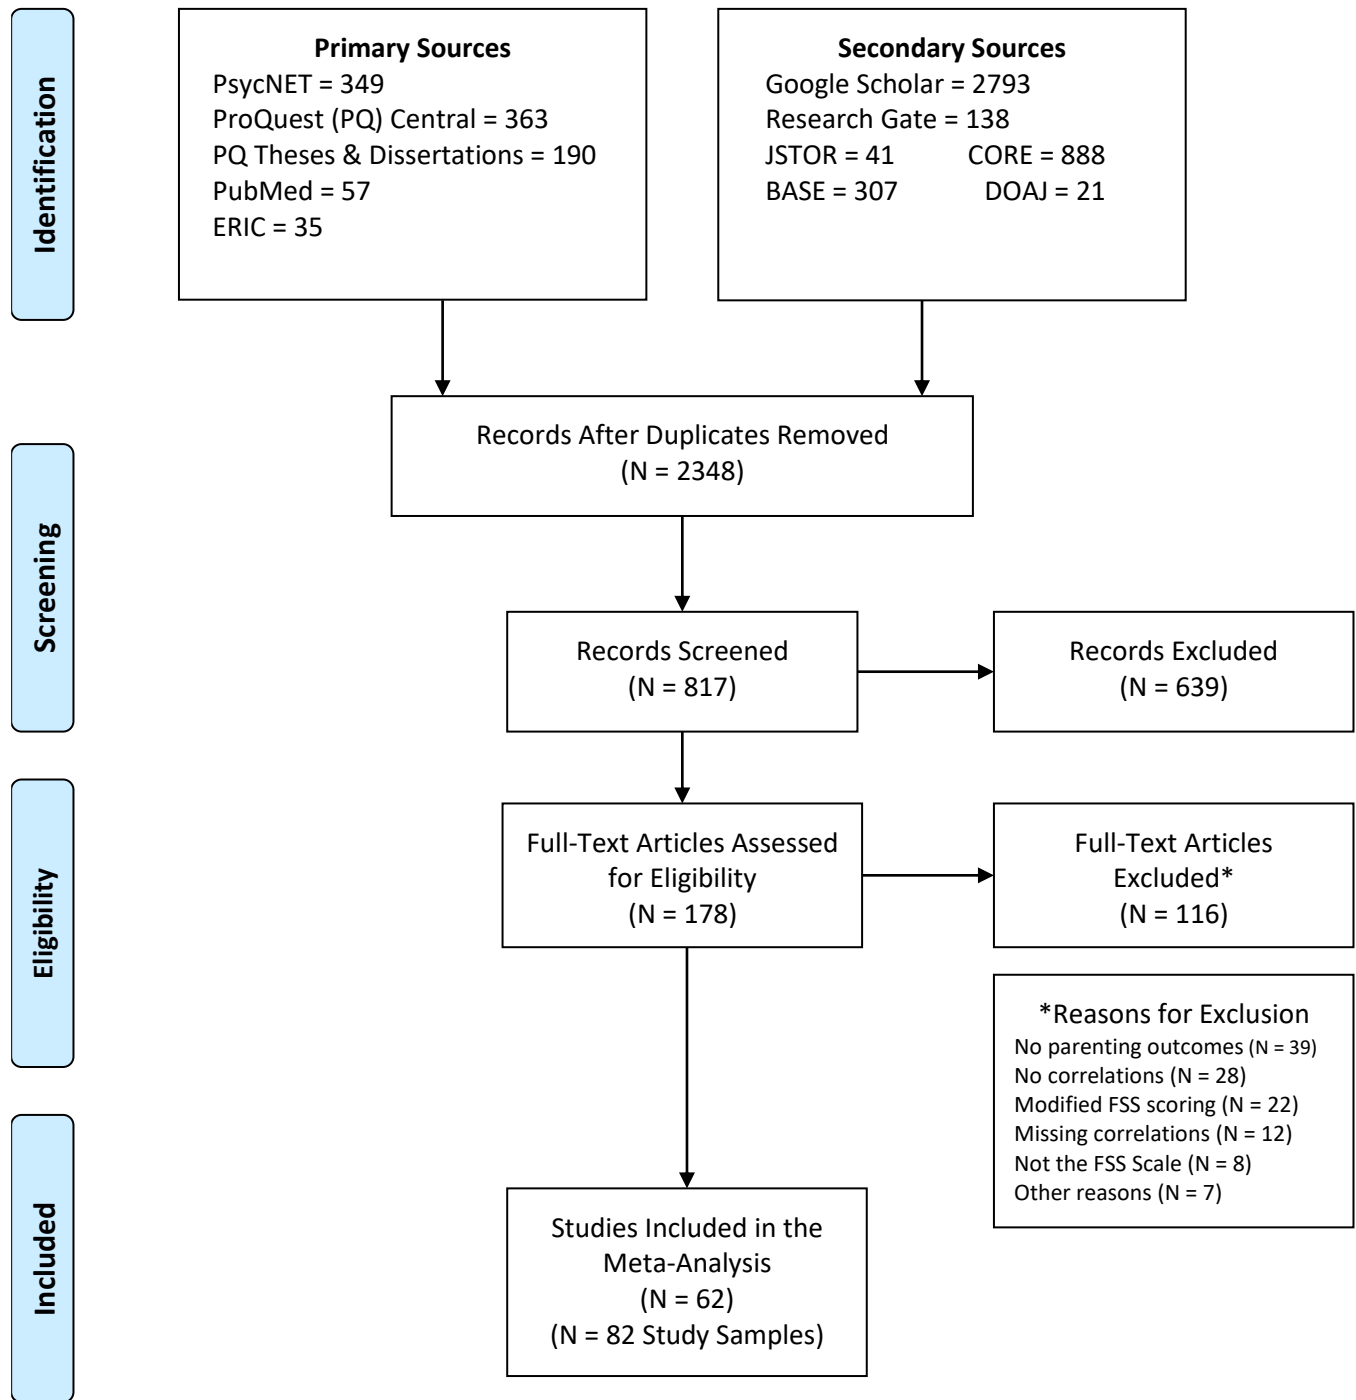 Identification
Primary Sources
PsycNET = 349
ProQuest (PQ) Central = 363
PQ Theses & Dissertations = 190
PubMed = 57
ERIC = 35
Secondary Sources
Google Scholar = 2793
Research Gate = 138
JSTOR = 41 CORE = 888
BASE = 307 DOAJ = 21
Screening
Records After Duplicates Removed
(N = 2348)
Records Screened
(N = 817)
Records Excluded
(N = 639)
Eligibility
Full-Text Articles Assessed
for Eligibility
(N = 178)
Full-Text Articles
Excluded*
(N = 116)
*Reasons for Exclusion
No parenting outcomes (N = 39)
No correlations (N = 28)
Modified FSS scoring (N = 22)
Missing correlations (N = 12)
Not the FSS Scale (N = 8)
Other reasons (N = 7)
Included
Studies Included in the
Meta-Analysis
(N = 62)
(N = 82 Study Samples)